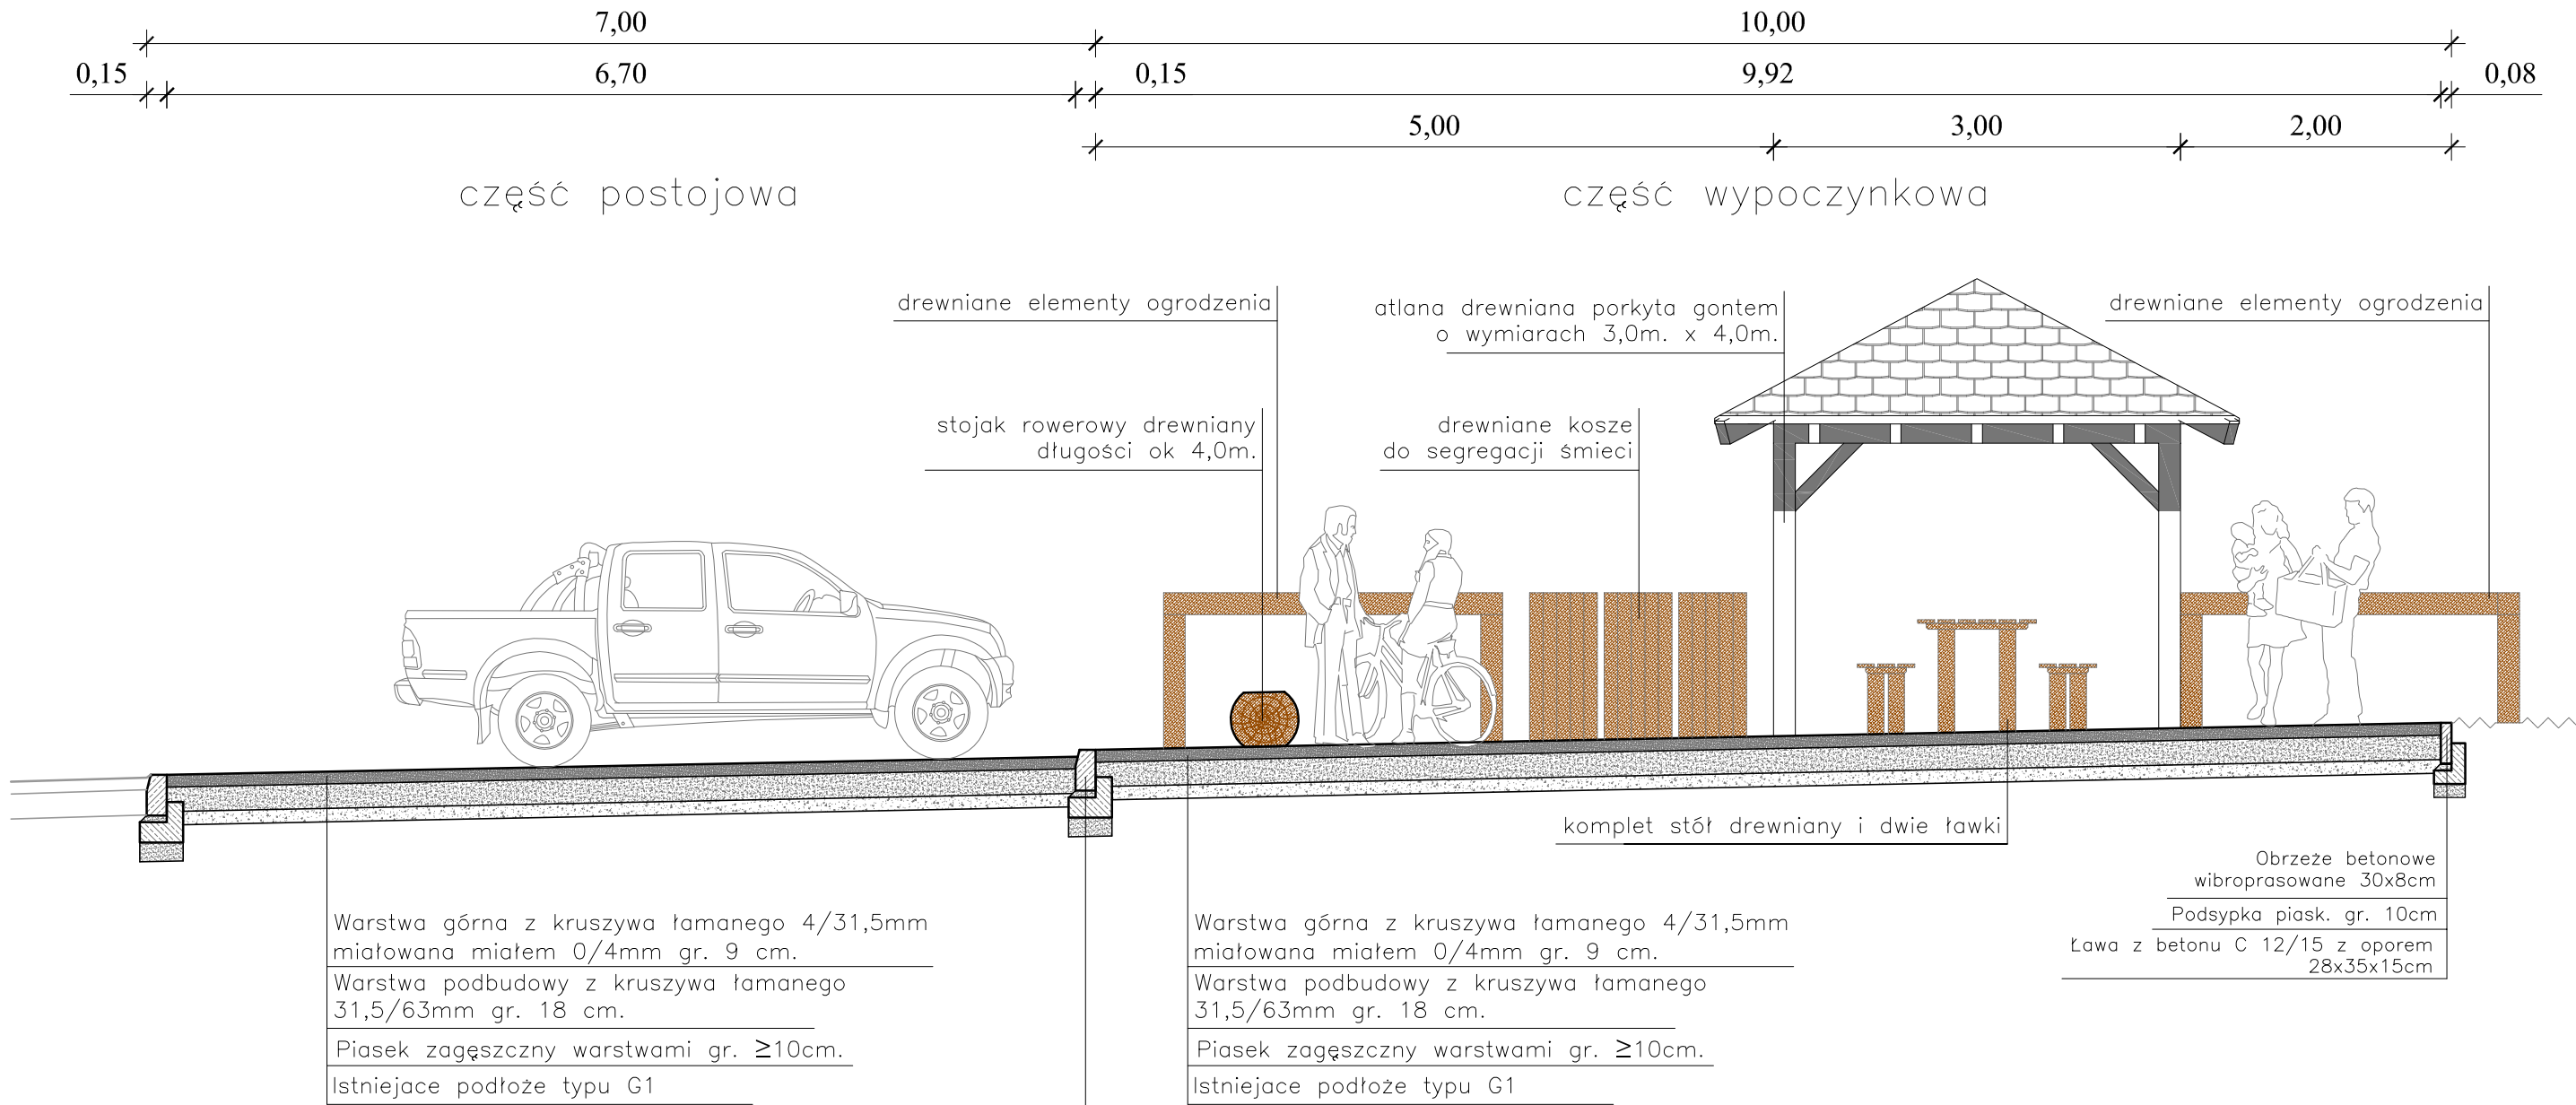 7,00
10,00
0,15
6,70
0,15
9,92
0,08
5,00
3,00
2,00
część postojowa
część wypoczynkowa
drewniane elementy ogrodzenia
atlana drewniana porkyta gontem
o wymiarach 3,0m. x 4,0m.
drewniane elementy ogrodzenia
stojak rowerowy drewniany
długości ok 4,0m.
drewniane kosze
do segregacji śmieci
komplet stół drewniany i dwie ławki
Obrzeże betonowe
wibroprasowane 30x8cm
Podsypka piask. gr. 10cm
Ława z betonu C 12/15 z oporem
28x35x15cm
Warstwa górna z kruszywa łamanego 4/31,5mm
miałowana miałem 0/4mm gr. 9 cm.
Warstwa podbudowy z kruszywa łamanego
31,5/63mm gr. 18 cm.
Piasek zagęszczny warstwami gr. ≥10cm.
Istniejace podłoże typu G1
Warstwa górna z kruszywa łamanego 4/31,5mm
miałowana miałem 0/4mm gr. 9 cm.
Warstwa podbudowy z kruszywa łamanego
31,5/63mm gr. 18 cm.
Piasek zagęszczny warstwami gr. ≥10cm.
Istniejace podłoże typu G1